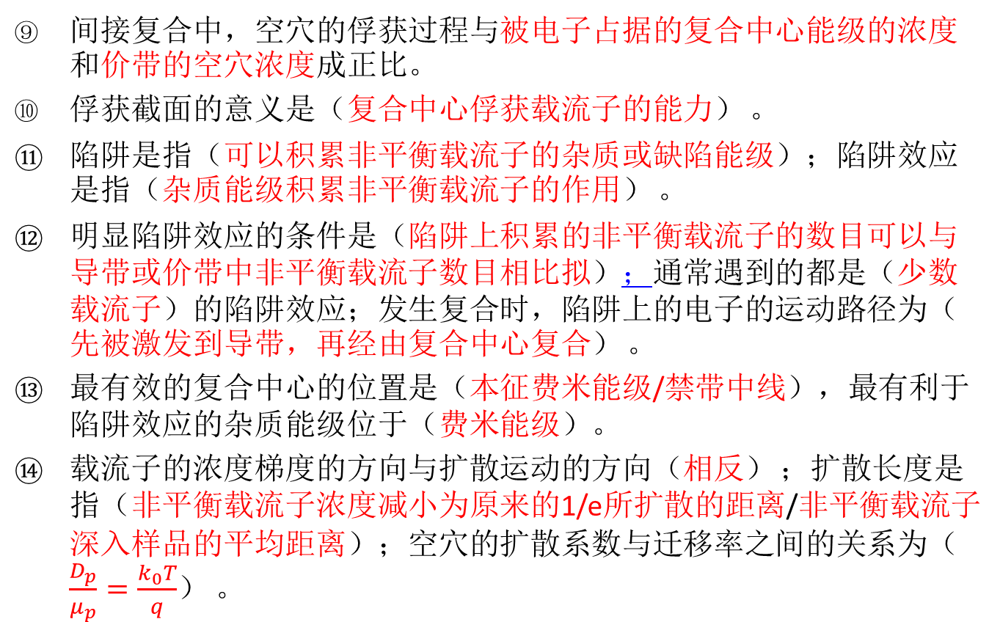 ⑨ 间接复合中，空穴的俘获过程与被电子占据的复合中心能级的浓度
和价带的空穴浓度成正比。
⑩ 俘获截面的意义是（复合中心俘获载流子的能力）。
⑪ 陷阱是指（可以积累非平衡载流子的杂质或缺陷能级）；陷阱效应
是指（杂质能级积累非平衡载流子的作用）。
⑫ 明显陷阱效应的条件是（陷阱上积累的非平衡载流子的数目可以与
导带或价带中非平衡载流子数目相比拟）；通常遇到的都是（少数
载流子）的陷阱效应；发生复合时，陷阱上的电子的运动路径为（
先被激发到导带，再经由复合中心复合）。
⑬ 最有效的复合中心的位置是（本征费米能级/禁带中线），最有利于
陷阱效应的杂质能级位于（费米能级）。
⑭ 载流子的浓度梯度的方向与扩散运动的方向（相反）；扩散长度是
指（非平衡载流子浓度减小为原来的1/e所扩散的距离/非平衡载流子
深入样品的平均距离）；空穴的扩散系数与迁移率之间的关系为（
\frac{D_p}{μ_p} = \frac{k_0T}{q}）。